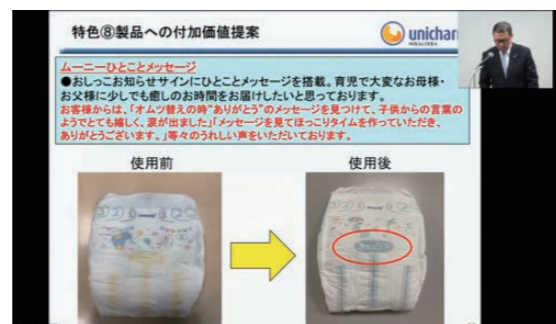 特色⑧製品への付加価値提案
unichar
ムーニーひとことメッセージ
●おしっこお知らせサインにひとことメッセージを搭載。育児で大変なお母様・
お父様に少しでも癒しのお時間をお届けしたいと思っております。
お客様からは、「オムツ替えの時“ありがとう”のメッセージを見つけて、子供からの言葉の
ようでとても嬉しく、涙が出ました」「メッセージを見てほっこりタイムを作っていただき、
ありがとうございます。」等々のうれしい声をいただいております。
使用前
使用後